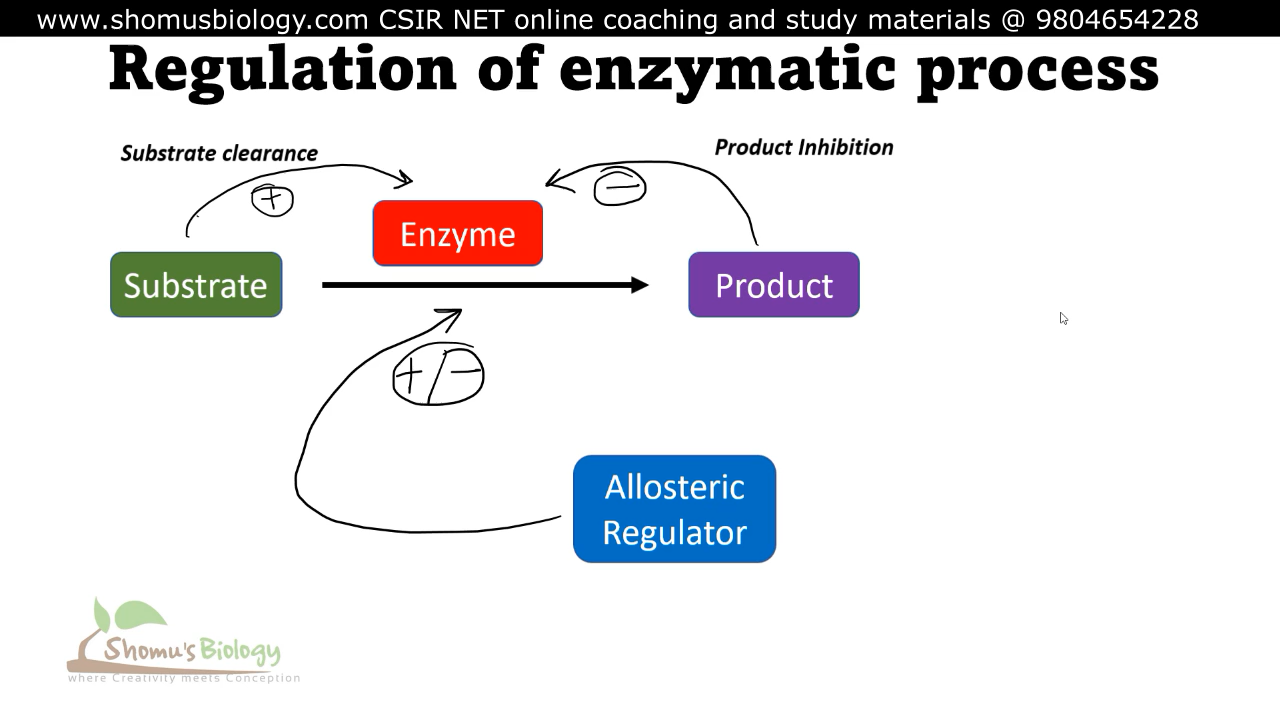 www.shomusbiology.com CSIR NET online coaching and study materials @ 9804654228
Regulation of enzymatic process
Substrate clearance
Product Inhibition
+
−
Enzyme
Substrate
Product
+/−
Allosteric
Regulator
Shomu's Biology
where Creativity meets Conception